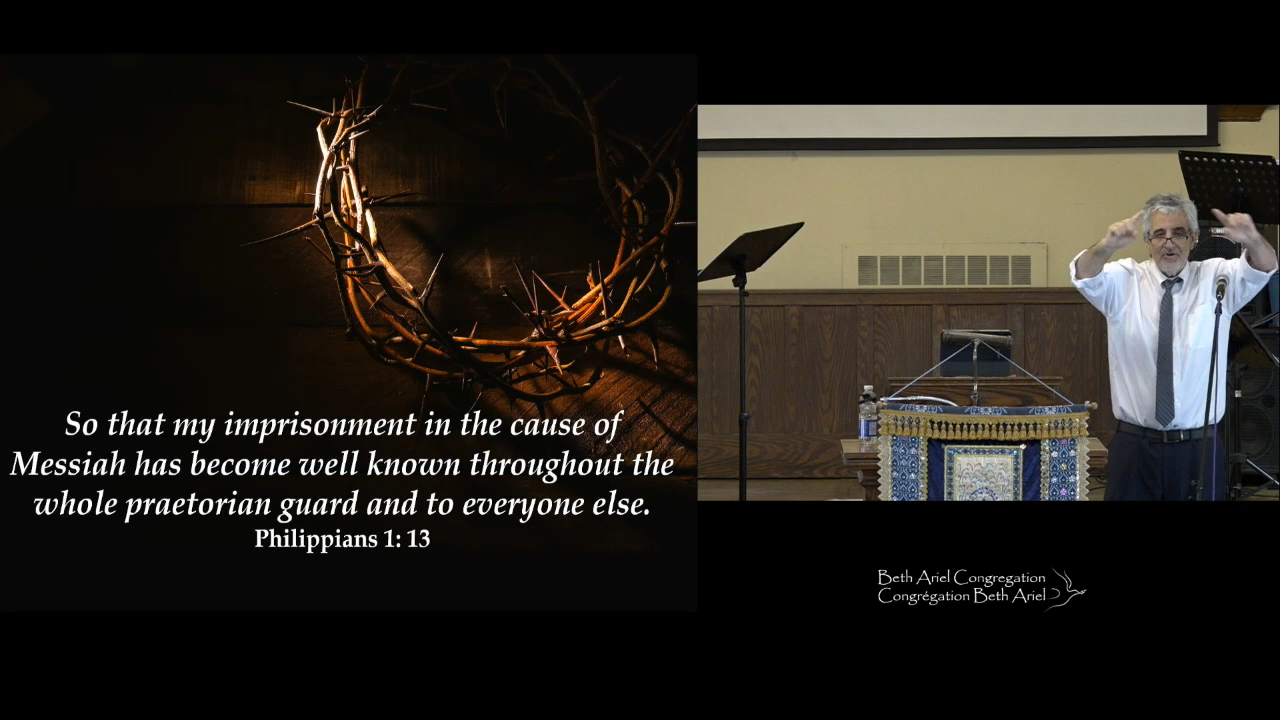 So that my imprisonment in the cause of
Messiah has become well known throughout the
whole praetorian guard and to everyone else.
Philippians 1: 13
Beth Ariel Congregation
Congrégation Beth Ariel